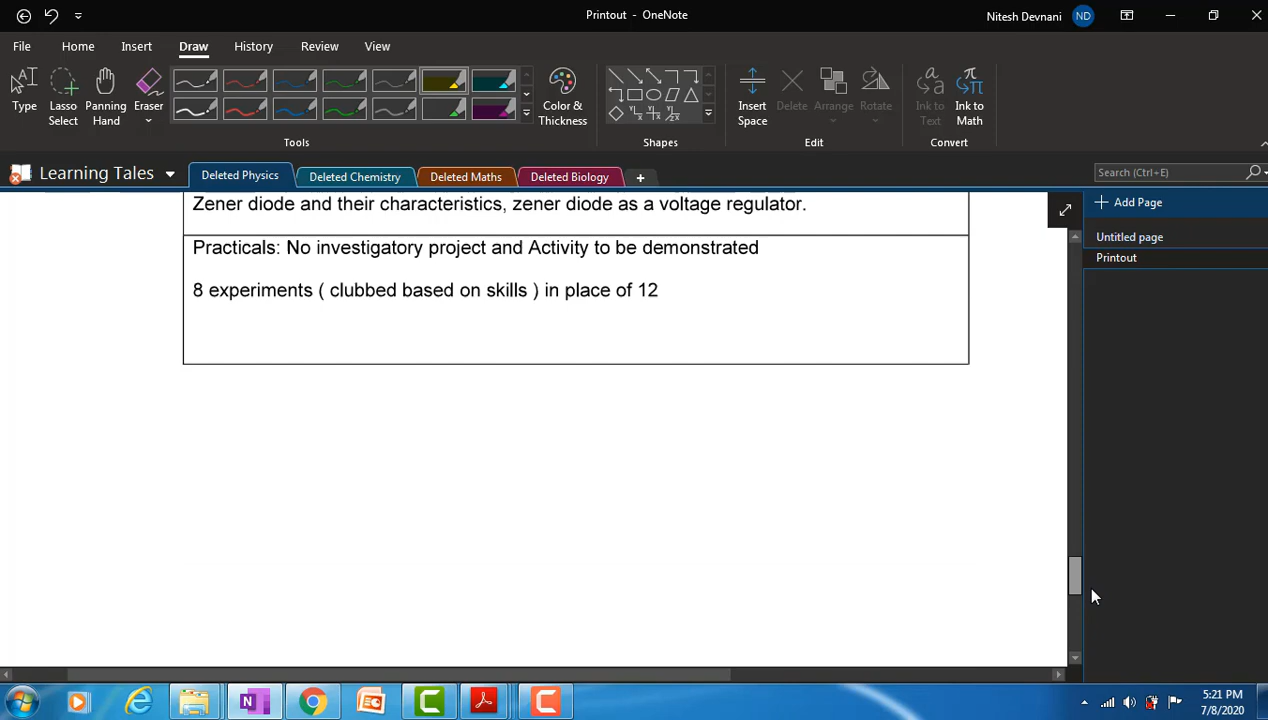 Printout - OneNote
Nitesh Devnani
ND
File
Home
Insert
Draw
History
Review
View
Type
Lasso Select
Panning Hand
Eraser
Color & Thickness
Insert Space
Delete
Arrange
Rotate
Ink to Text
Ink to Math
Tools
Shapes
Edit
Convert
Learning Tales
Deleted Physics
Deleted Chemistry
Deleted Maths
Deleted Biology
Search (Ctrl+E)
Add Page
Untitled page
Printout
Zener diode and their characteristics, zener diode as a voltage regulator.
Practicals: No investigatory project and Activity to be demonstrated
8 experiments ( clubbed based on skills ) in place of 12
5:21 PM
7/8/2020